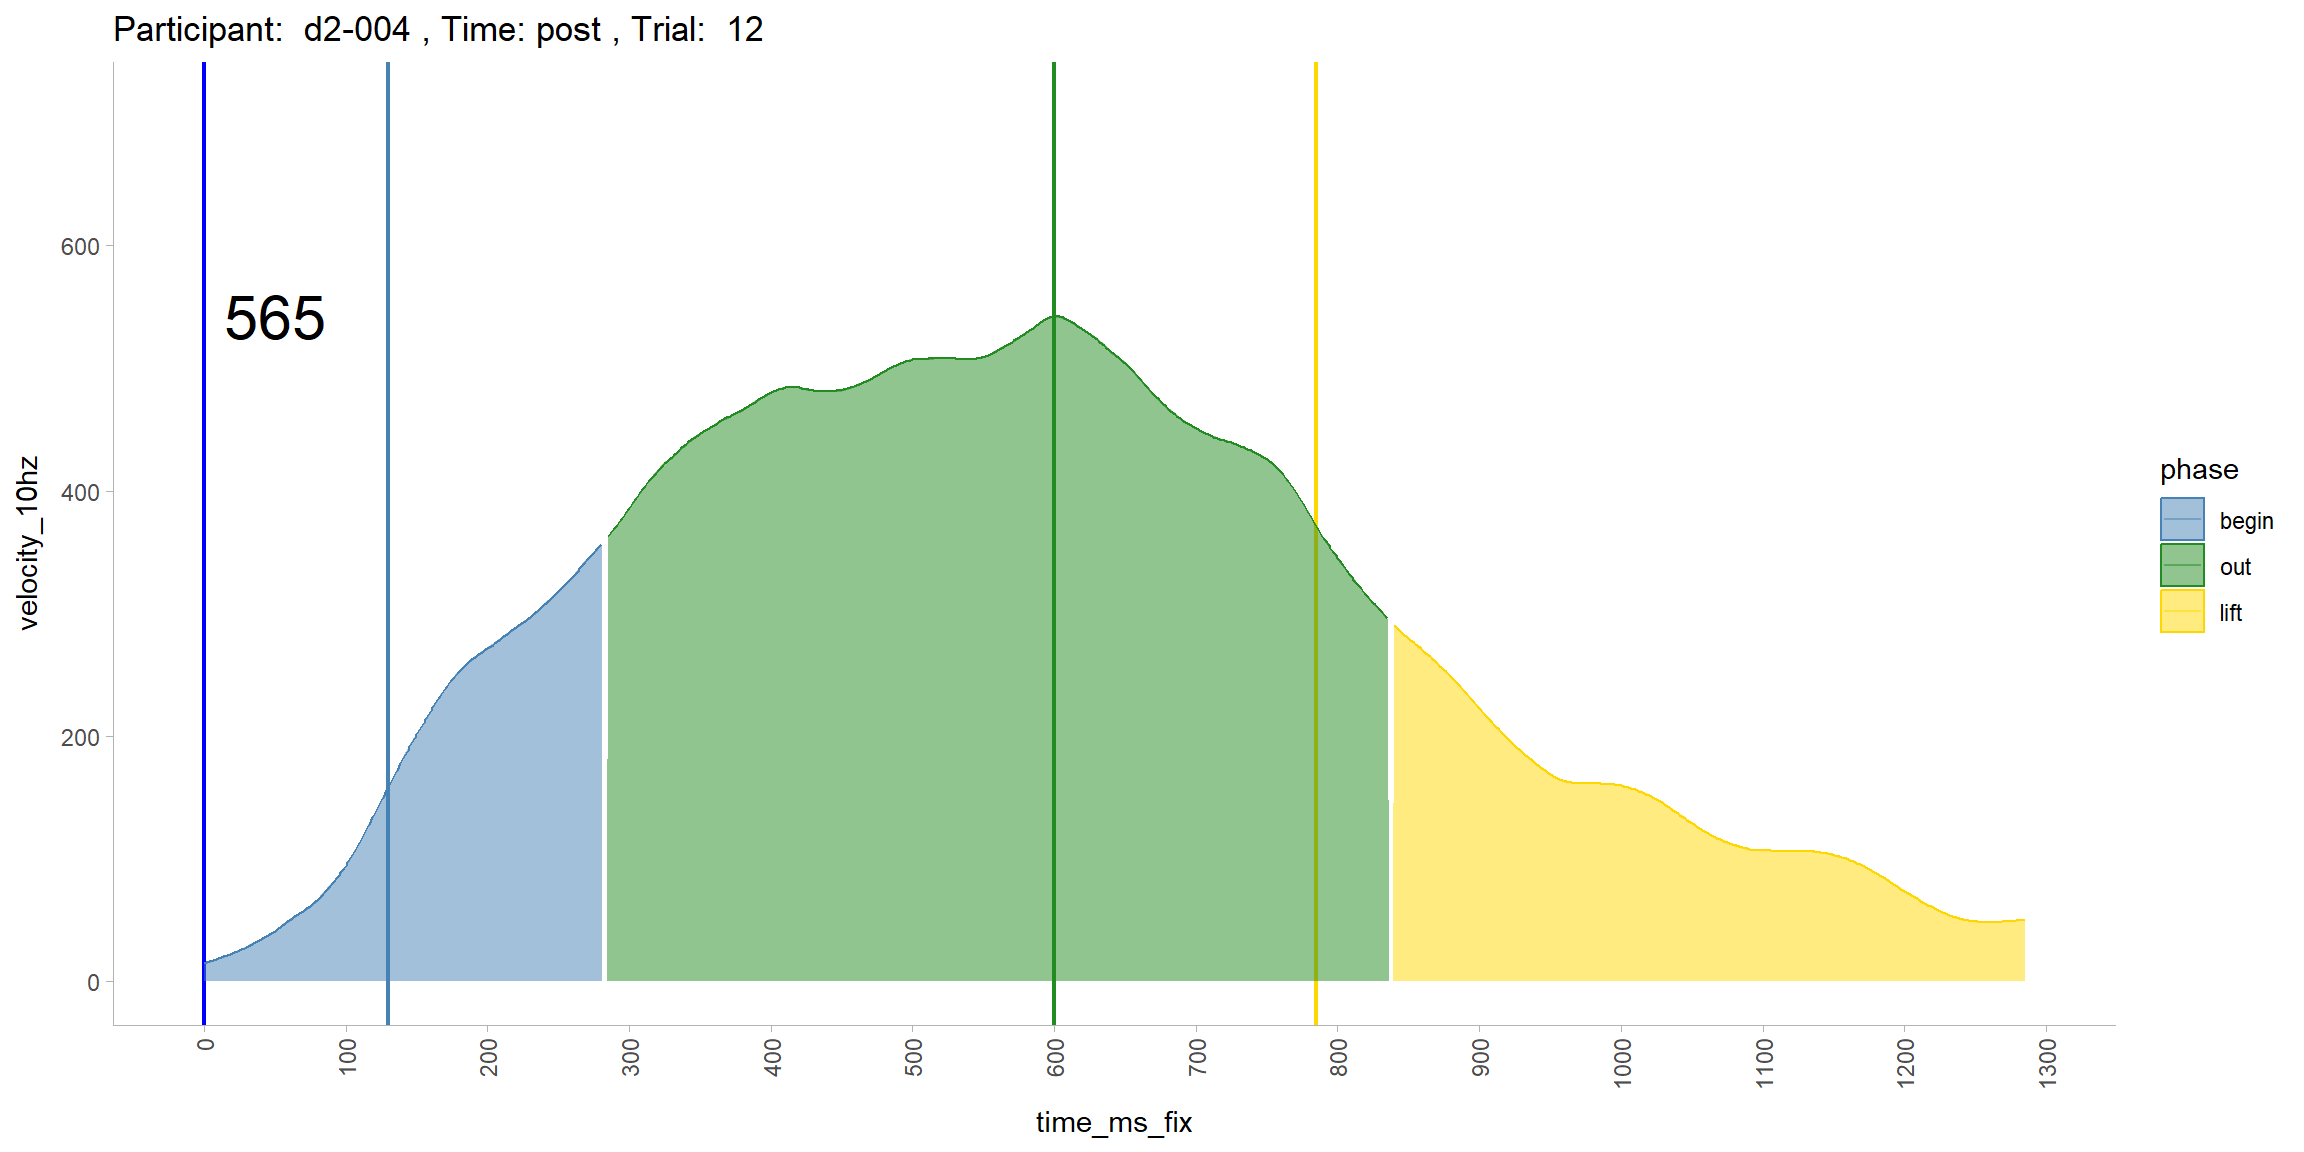 Participant:  d2-004 , Time: post , Trial:  12
velocity_10hz
600
400
200
0
565
0 100 200 300 400 500 600 700 800 900 1000 1100 1200 1300
time_ms_fix
phase
begin
out
lift